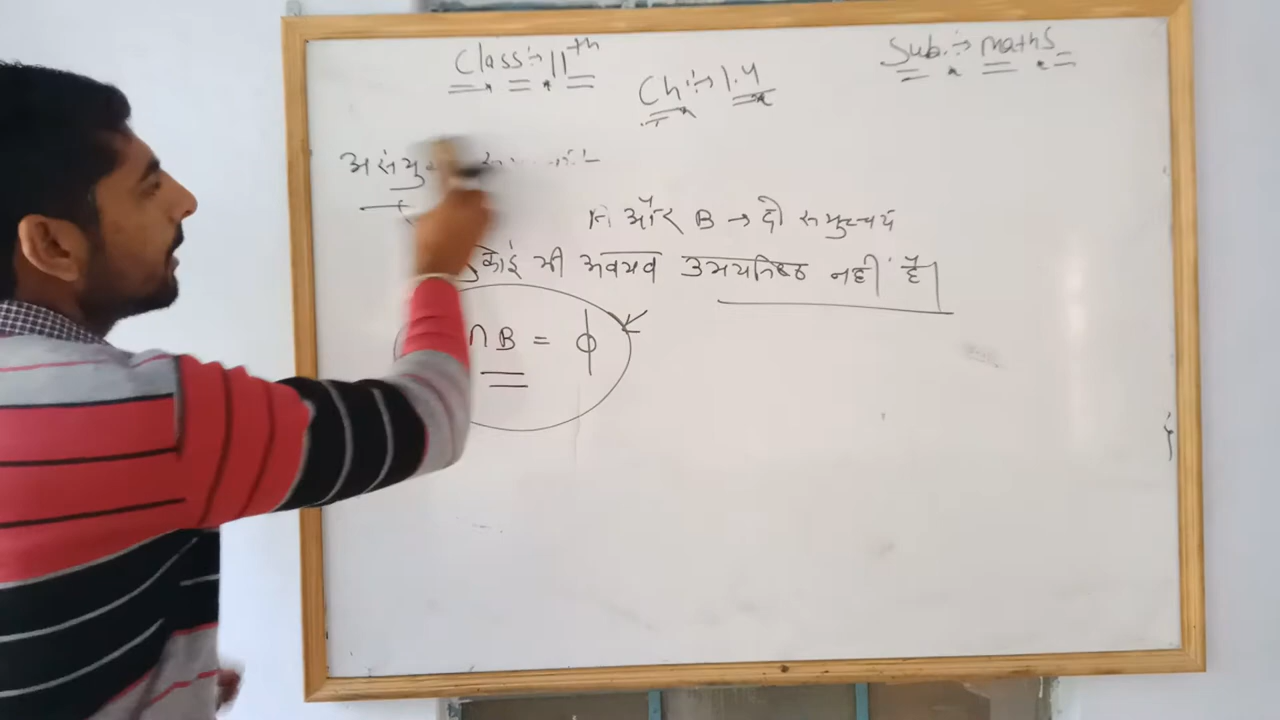 Class:- 11th
Sub.:- maths
Ch:- 1.4
असंयु
और B → दो समुच्चय
कोई भी अवयव उभयनिष्ठ नहीं है।
∩ B = ϕ